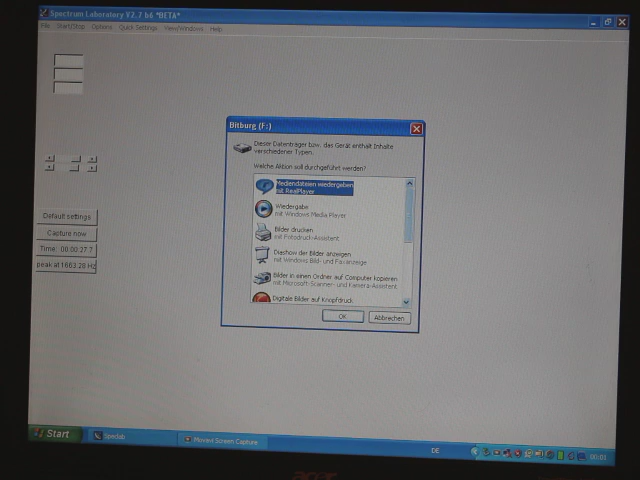 Spectrum Laboratory V2.7 b6 *BETA*
File Start/Stop Options Quick Settings View/Windows Help
Bitburg (F:)
Dieser Datenträger bzw. das Gerät enthält Inhalte
verschiedener Typen.
Welche Aktion soll durchgeführt werden?
Mediendateien wiedergeben
mit RealPlayer
Wiedergabe
mit Windows Media Player
Bilder drucken
mit Fotodruck-Assistent
Diashow der Bilder anzeigen
mit Windows Bild- und Faxanzeige
Bilder in einen Ordner auf Computer kopieren
mit Microsoft-Scanner- und Kamera-Assistent
Digitale Bilder auf Knopfdruck
OK Abbrechen
Default settings
Capture now
Time: 00:00:27.7
peak at 1663.28 Hz
Start Speclab Movavi Screen Capture DE 00:01
acer